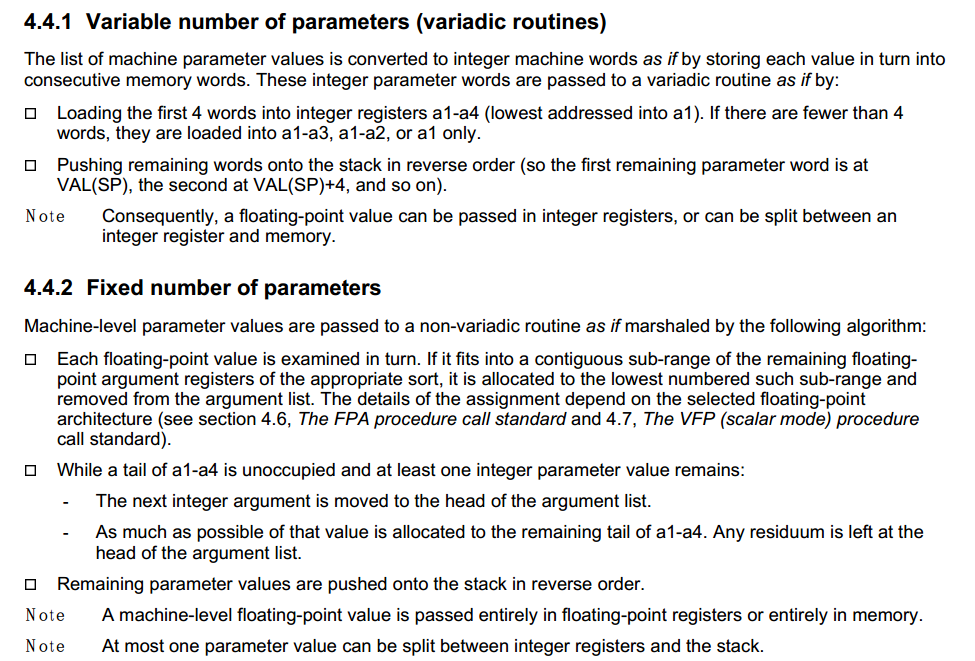 4.4.1 Variable number of parameters (variadic routines)
The list of machine parameter values is converted to integer machine words as if by storing each value in turn into
consecutive memory words. These integer parameter words are passed to a variadic routine as if by:
□ Loading the first 4 words into integer registers a1-a4 (lowest addressed into a1). If there are fewer than 4
words, they are loaded into a1-a3, a1-a2, or a1 only.
□ Pushing remaining words onto the stack in reverse order (so the first remaining parameter word is at
VAL(SP), the second at VAL(SP)+4, and so on).
Note Consequently, a floating-point value can be passed in integer registers, or can be split between an
integer register and memory.
4.4.2 Fixed number of parameters
Machine-level parameter values are passed to a non-variadic routine as if marshaled by the following algorithm:
□ Each floating-point value is examined in turn. If it fits into a contiguous sub-range of the remaining floating-
point argument registers of the appropriate sort, it is allocated to the lowest numbered such sub-range and
removed from the argument list. The details of the assignment depend on the selected floating-point
architecture (see section 4.6, The FPA procedure call standard and 4.7, The VFP (scalar mode) procedure
call standard).
□ While a tail of a1-a4 is unoccupied and at least one integer parameter value remains:
- The next integer argument is moved to the head of the argument list.
- As much as possible of that value is allocated to the remaining tail of a1-a4. Any residuum is left at the
head of the argument list.
□ Remaining parameter values are pushed onto the stack in reverse order.
Note A machine-level floating-point value is passed entirely in floating-point registers or entirely in memory.
Note At most one parameter value can be split between integer registers and the stack.